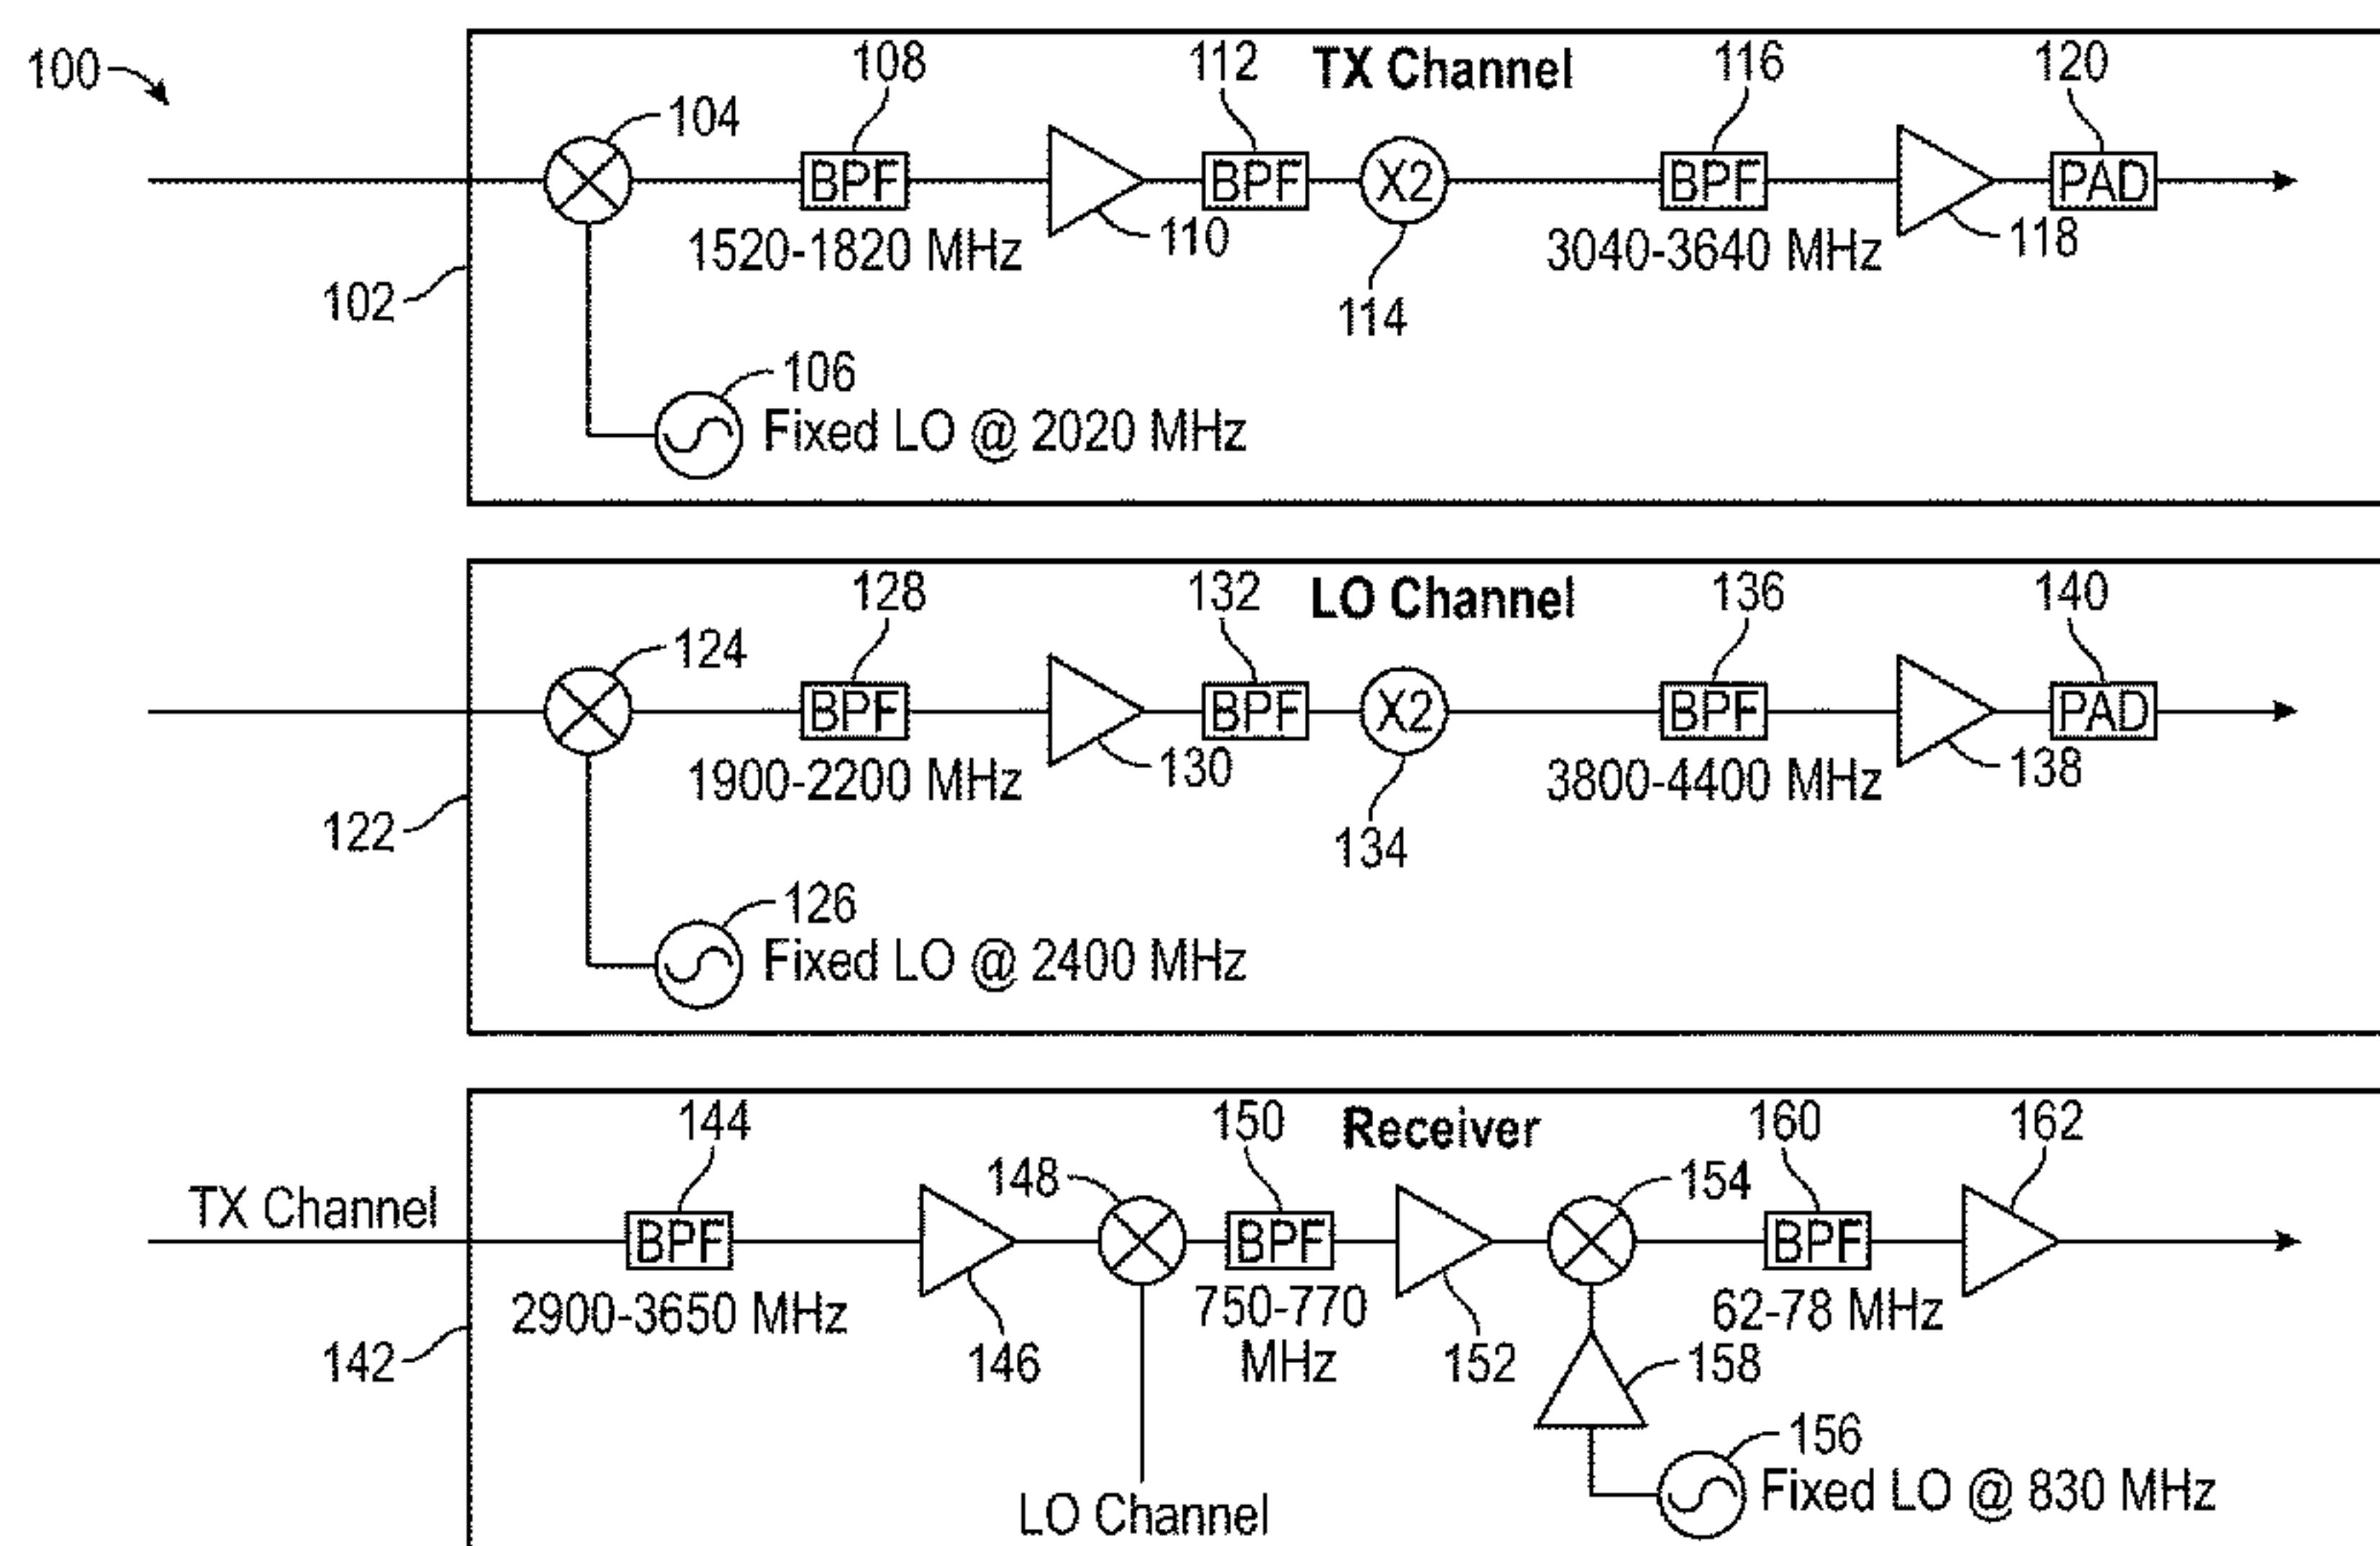 100
108
112
TX Channel
116
120
104
BPF
BPF
X2
BPF
PAD
1520-1820 MHz
110
3040-3640 MHz
118
102
114
106
Fixed LO @ 2020 MHz
128
132
LO Channel
136
140
124
BPF
BPF
X2
BPF
PAD
1900-2200 MHz
130
3800-4400 MHz
138
122
134
126
Fixed LO @ 2400 MHz
144
150
Receiver
160
162
148
154
TX Channel
BPF
BPF
BPF
2900-3650 MHz
750-770
MHz
62-78 MHz
142
146
152
158
156
LO Channel
Fixed LO @ 830 MHz